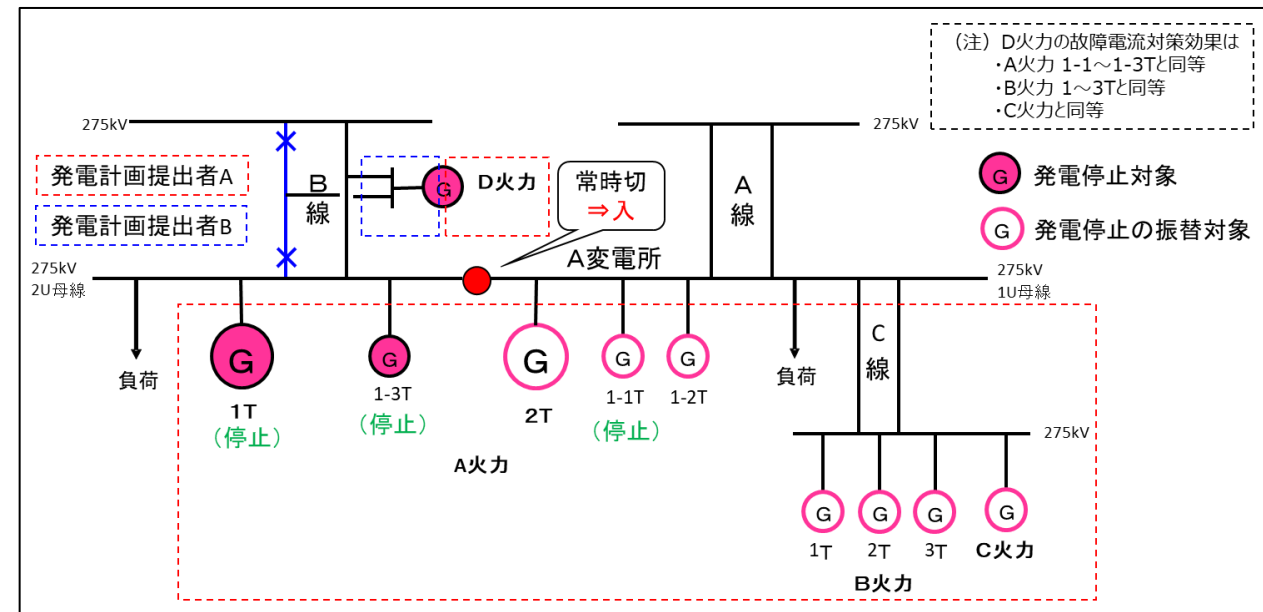 （注）D火力の故障電流対策効果は
・A火力 1-1～1-3Tと同等
・B火力 1～3Tと同等
・C火力と同等
275kV
275kV
発電計画提出者A
発電計画提出者B
B
線
G
D火力
常時切
⇒入
A
線
G
発電停止対象
G
発電停止の振替対象
A変電所
275kV
2U母線
275kV
1U母線
負荷
G
1T
（停止）
G
1-3T
（停止）
G
2T
G
1-1T
（停止）
G
1-2T
負荷
C
線
A火力
275kV
G
1T
G
2T
G
3T
G
C火力
B火力